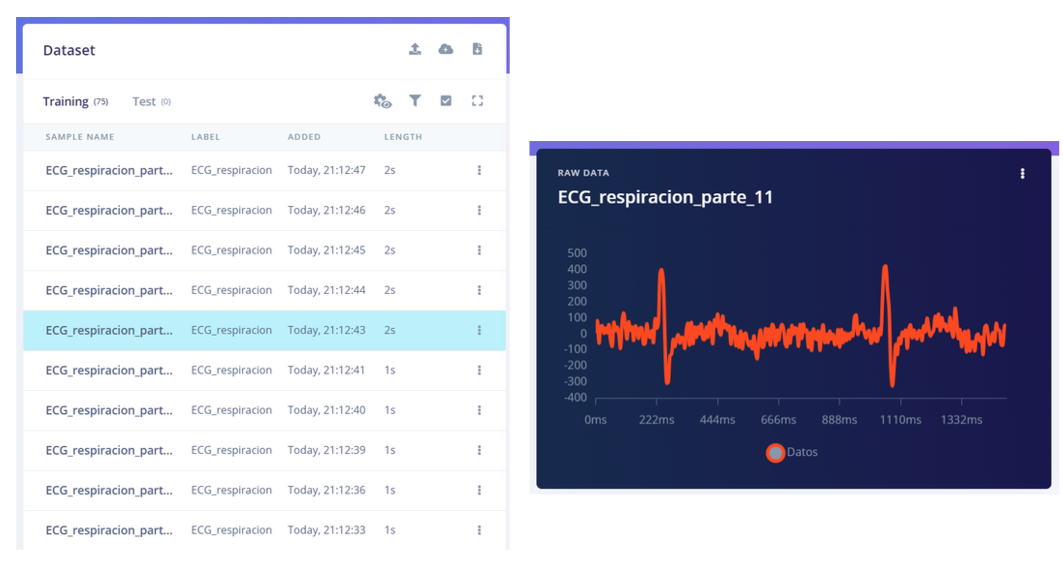 Dataset
Training (75) Test (0)
SAMPLE NAME LABEL ADDED LENGTH
ECG_respiracion_part... ECG_respiracion Today, 21:12:47 2s
ECG_respiracion_part... ECG_respiracion Today, 21:12:46 2s
ECG_respiracion_part... ECG_respiracion Today, 21:12:45 2s
ECG_respiracion_part... ECG_respiracion Today, 21:12:44 2s
ECG_respiracion_part... ECG_respiracion Today, 21:12:43 2s
ECG_respiracion_part... ECG_respiracion Today, 21:12:41 1s
ECG_respiracion_part... ECG_respiracion Today, 21:12:40 1s
ECG_respiracion_part... ECG_respiracion Today, 21:12:39 1s
ECG_respiracion_part... ECG_respiracion Today, 21:12:36 1s
ECG_respiracion_part... ECG_respiracion Today, 21:12:33 1s
RAW DATA
ECG_respiracion_parte_11
500
400
300
200
100
0
-100
-200
-300
-400
0ms 222ms 444ms 666ms 888ms 1110ms 1332ms
Datos